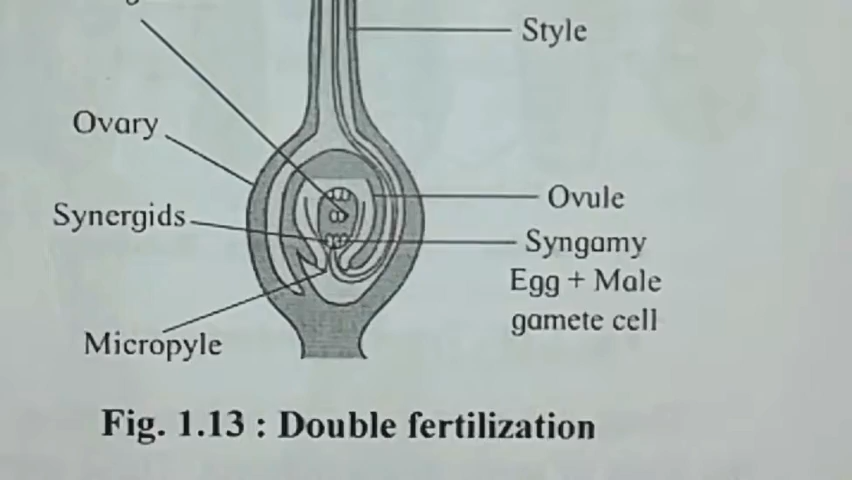 Style
Ovary
Ovule
Synergids
Syngamy
Egg + Male
gamete cell
Micropyle
Fig. 1.13 : Double fertilization